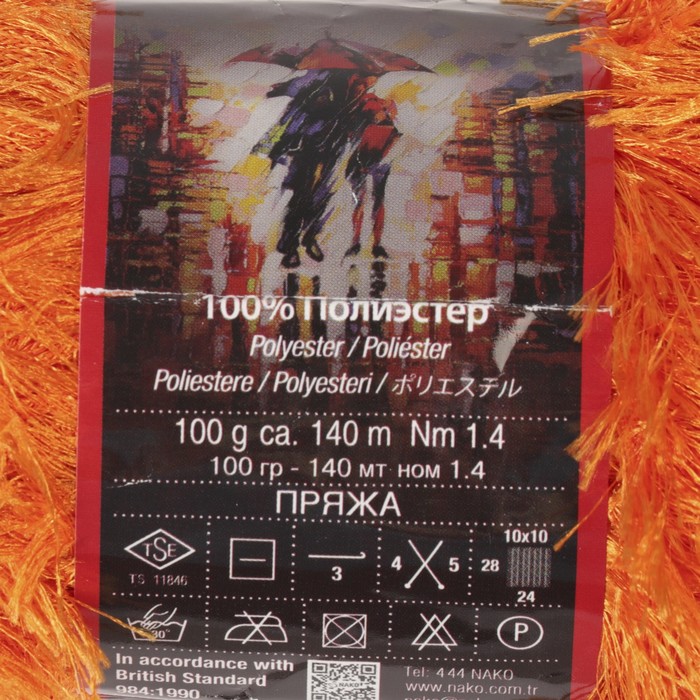 100% Полиэстер
Polyester / Poliéster
Poliestere / Polyesteri / ポリエステル
100 g ca. 140 m Nm 1.4
100 гр - 140 мт ном 1.4
ПРЯЖА
10x10
TSE
3
4 5
28
TS 11846
24
30°
P
In accordance with
British Standard
984:1990
NAKO
Tel: 444 NAKO
www.nako.com.tr